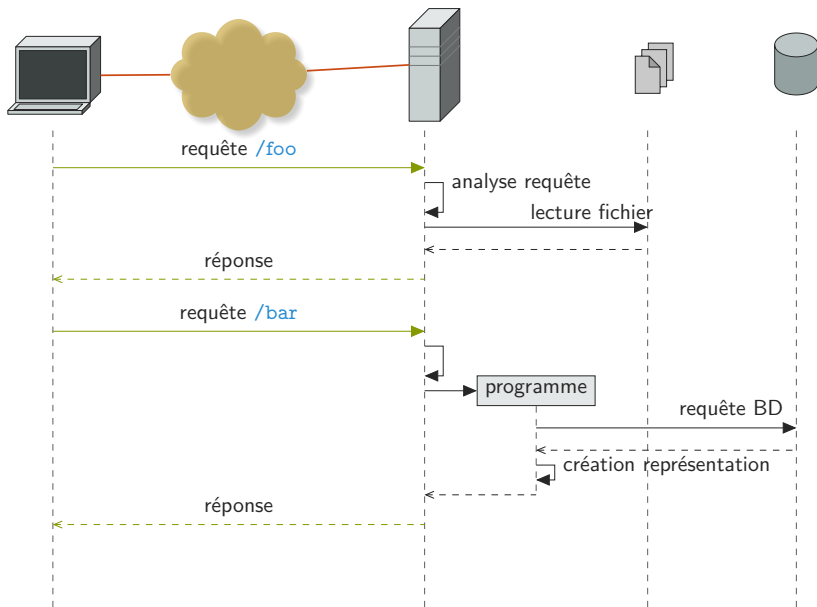 requête /foo
analyse requête
lecture fichier
réponse
requête /bar
programme
requête BD
création représentation
réponse